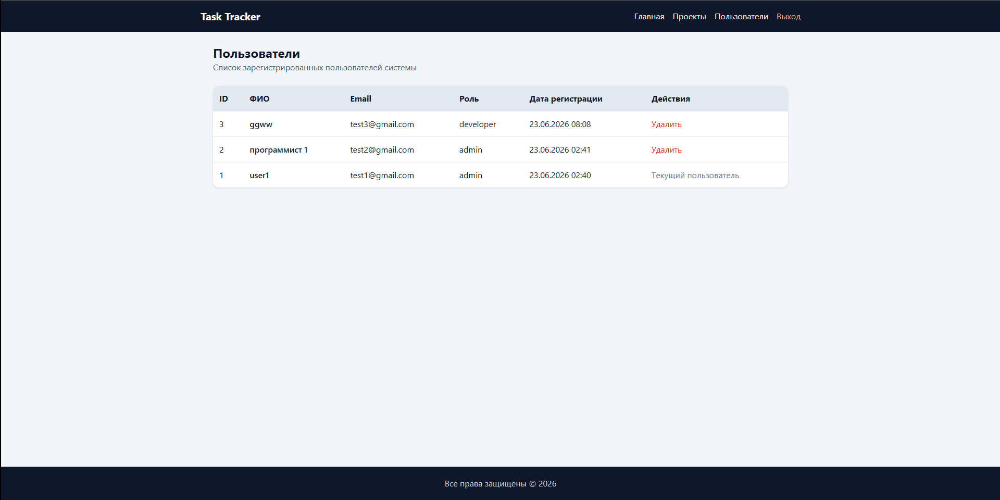 Task Tracker Главная Проекты Пользователи Выход
Пользователи
Список зарегистрированных пользователей системы
ID ФИО Email Роль Дата регистрации Действия
3 ggww test3@gmail.com developer 23.06.2026 08:08 Удалить
2 программист 1 test2@gmail.com admin 23.06.2026 02:41 Удалить
1 user1 test1@gmail.com admin 23.06.2026 02:40 Текущий пользователь
Все права защищены © 2026